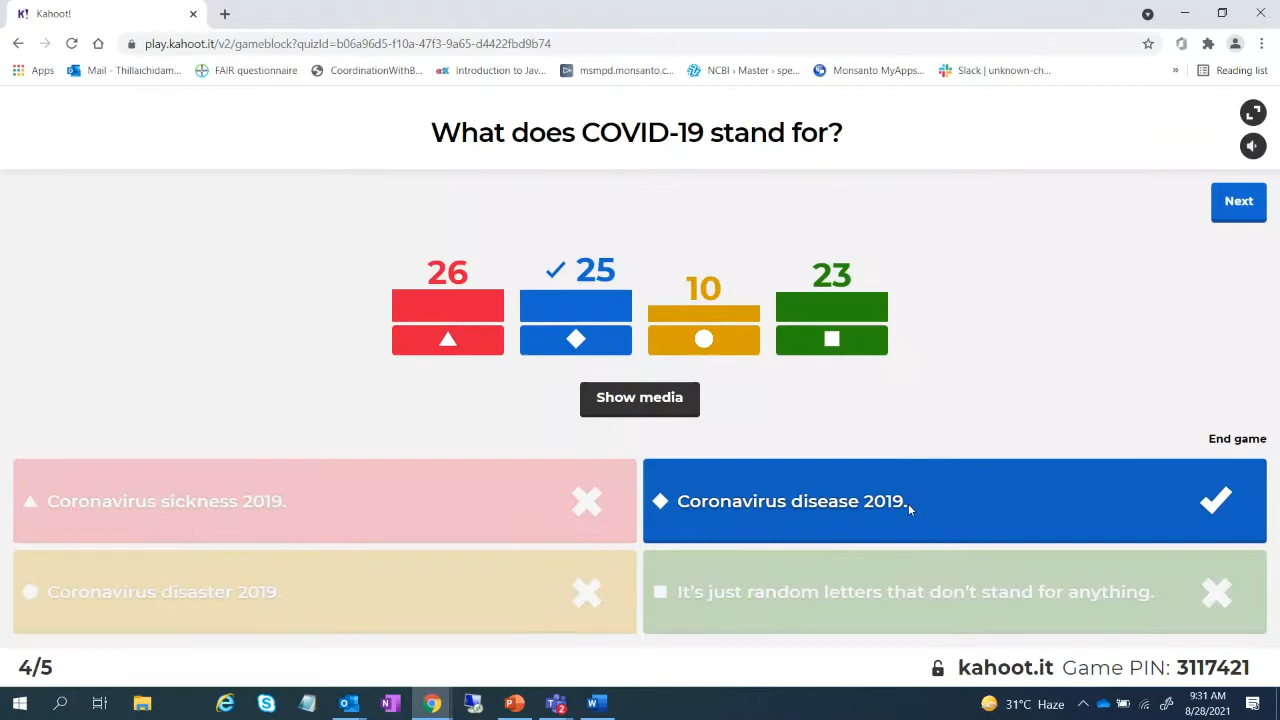 K! Kahoot!
play.kahoot.it/v2/gameblock?quizId=b06a96d5-f10a-47f3-9a65-d4422fbd9b74
Apps Mail - Thillaichidam... FAIR questionnaire CoordinationWithB... Introduction to Jav... msmpd.monsanto.c... NCBI › Master › spe... Monsanto MyApps... Slack | unknown-ch... » Reading list
What does COVID-19 stand for?
Next
26 25 10 23
Show media
End game
Coronavirus sickness 2019.
Coronavirus disease 2019.
Coronavirus disaster 2019.
It's just random letters that don't stand for anything.
4/5
kahoot.it Game PIN: 3117421
31°C Haze
9:31 AM
8/28/2021